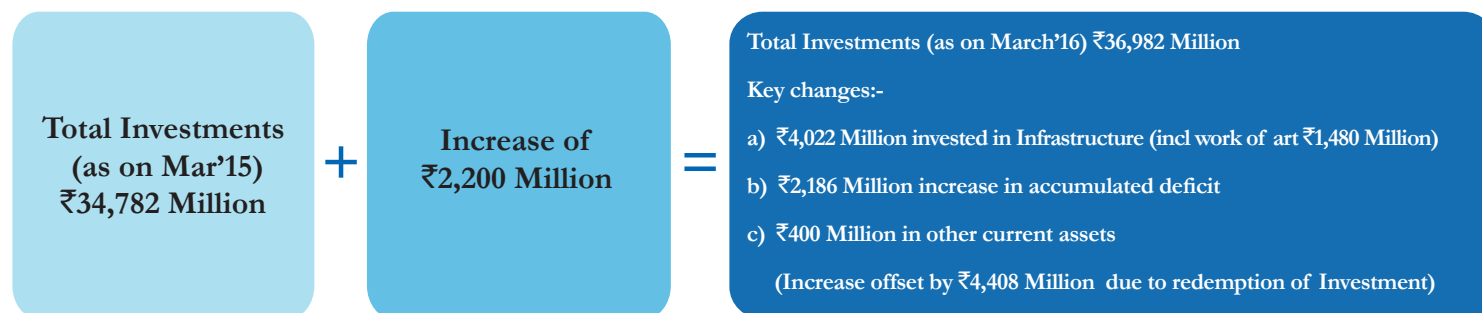 Total Investments
(as on Mar’15)
₹34,782 Million
+
Increase of
₹2,200 Million
=
Total Investments (as on March’16) ₹36,982 Million
Key changes:-
a) ₹4,022 Million invested in Infrastructure (incl work of art ₹1,480 Million)
b) ₹2,186 Million increase in accumulated deficit
c) ₹400 Million in other current assets
(Increase offset by ₹4,408 Million due to redemption of Investment)